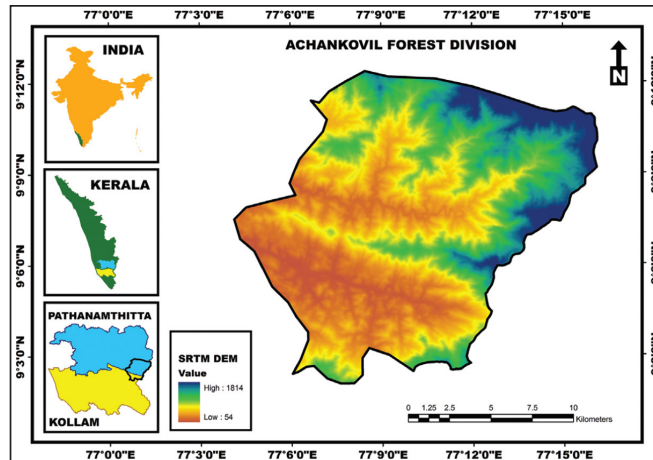 77°0'0"E 77°3'0"E 77°6'0"E 77°9'0"E 77°12'0"E 77°15'0"E
INDIA
ACHANKOVIL FOREST DIVISION
N
9°12'0"N
KERALA
9°9'0"N
9°6'0"N
PATHANAMTHITTA
9°3'0"N
KOLLAM
SRTM DEM
Value
High : 1814
Low : 54
0 1.25 2.5 5 7.5 10
Kilometers
77°0'0"E 77°3'0"E 77°6'0"E 77°9'0"E 77°12'0"E 77°15'0"E